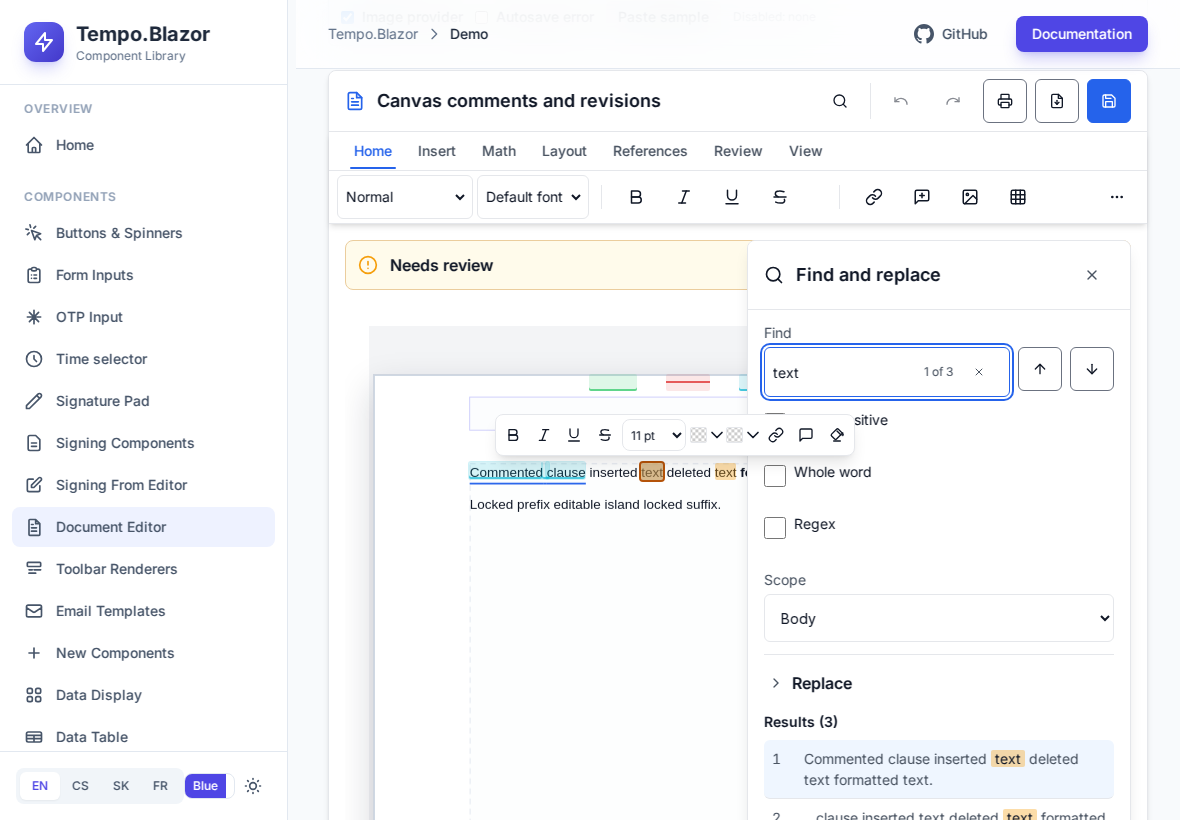 Tempo.Blazor
Component Library
OVERVIEW
Home
COMPONENTS
Buttons & Spinners
Form Inputs
OTP Input
Time selector
Signature Pad
Signing Components
Signing From Editor
Document Editor
Toolbar Renderers
Email Templates
New Components
Data Display
Data Table
EN CS SK FR Blue
Image provider Autosave error Paste sample
Tempo.Blazor > Demo
GitHub
Documentation
Canvas comments and revisions
Home Insert Math Layout References Review View
Normal Default font
Needs review
Find and replace
Find
text 1 of 3
sitive
11 pt
Whole word
Commented clause inserted text deleted text
Locked prefix editable island locked suffix.
Regex
Scope
Body
Replace
Results (3)
1 Commented clause inserted text deleted
text formatted text.
2 clause inserted text deleted text formatted